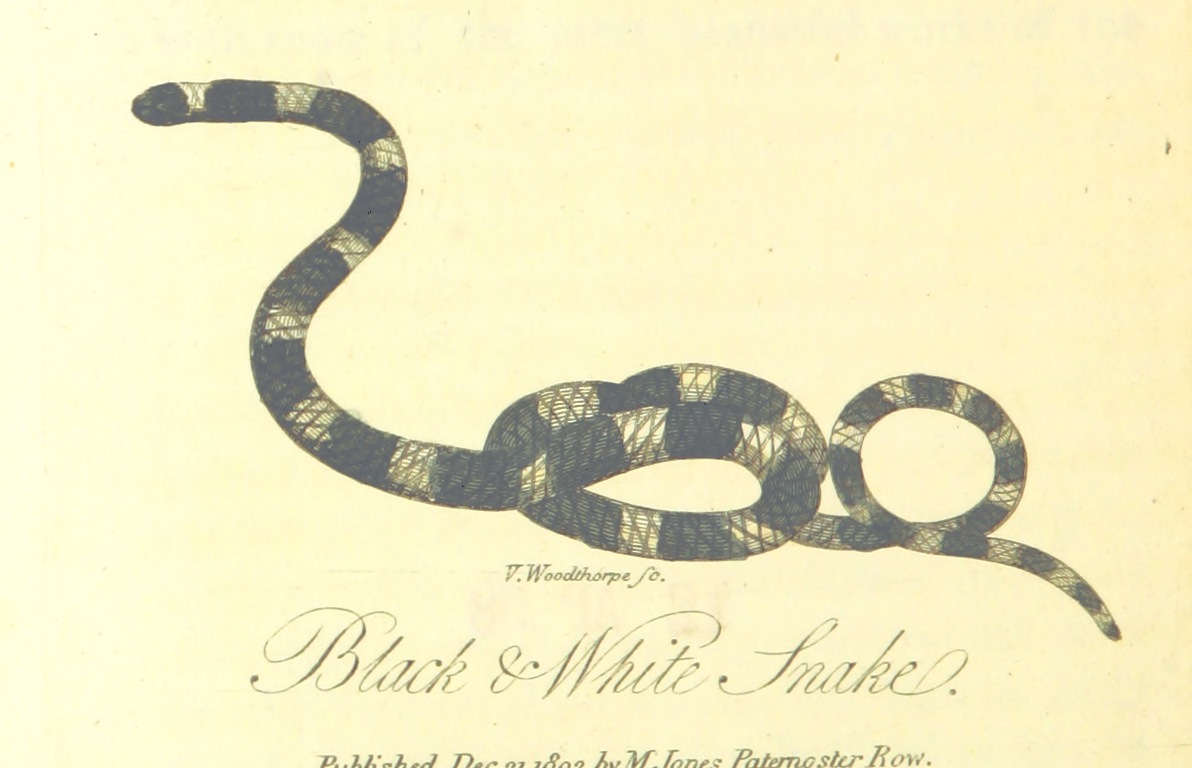 V. Woodthorpe sc.
Black & White Snake.
Published Dec 21 1802 by M Jones Paternoster Row.